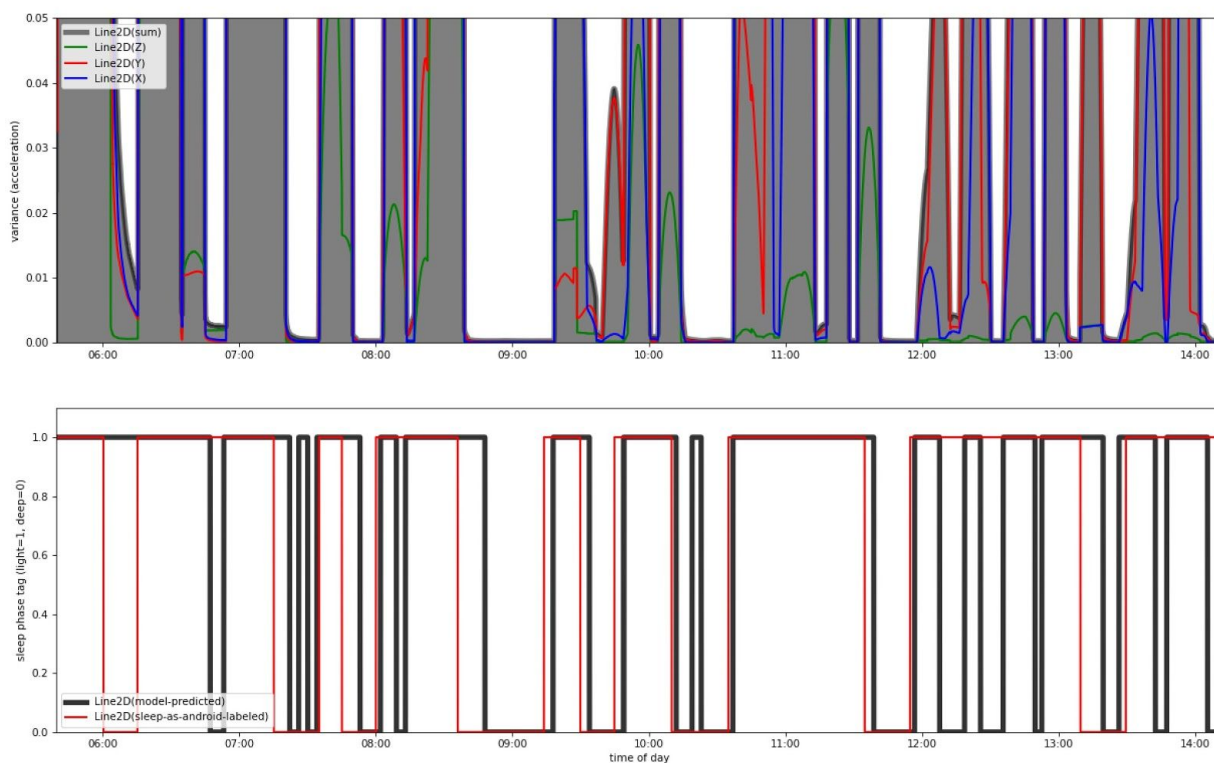 0.05
0.04
0.03
0.02
0.01
0.00
variance (acceleration)
Line2D(sum)
Line2D(Z)
Line2D(Y)
Line2D(X)
06:00 07:00 08:00 09:00 10:00 11:00 12:00 13:00 14:00
1.0
0.8
0.6
0.4
0.2
0.0
sleep phase tag (light=1, deep=0)
Line2D(model-predicted)
Line2D(sleep-as-android-labeled)
06:00 07:00 08:00 09:00 10:00 11:00 12:00 13:00 14:00
time of day